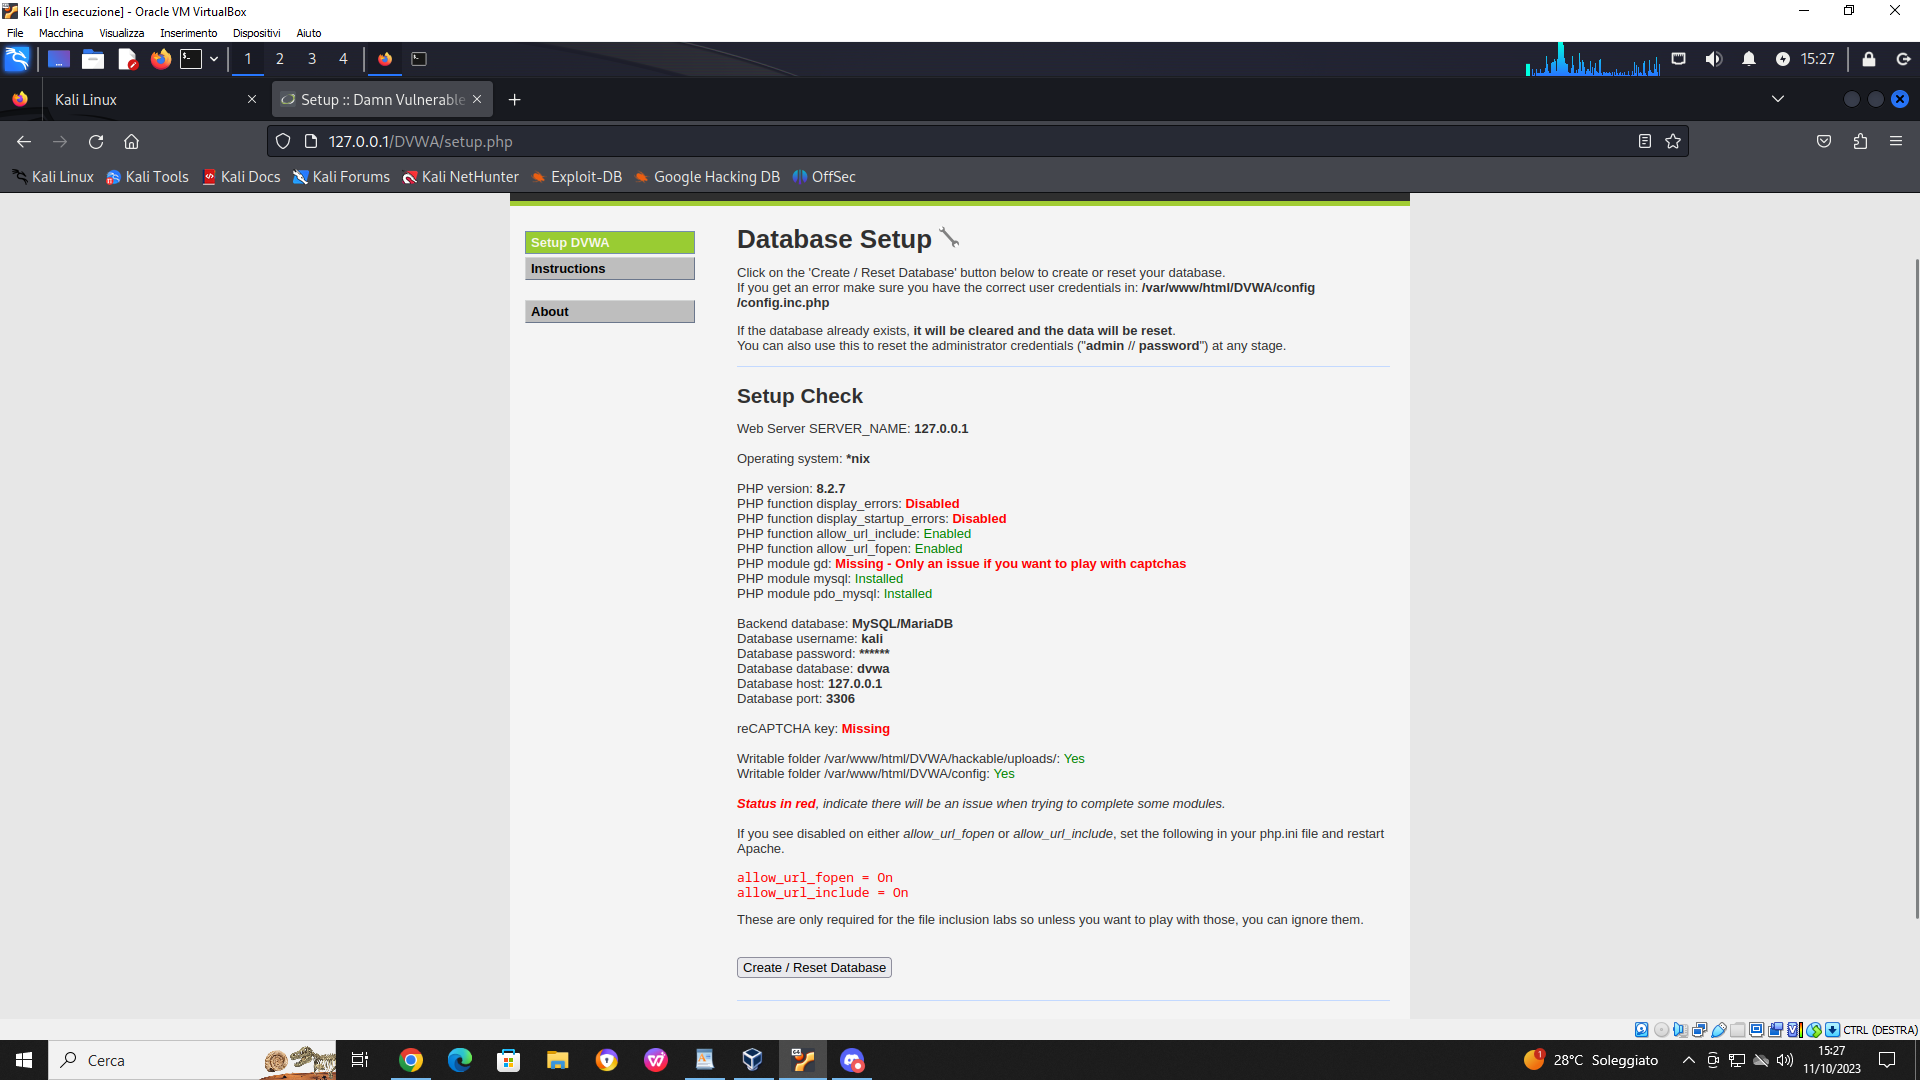 Kali [In esecuzione] - Oracle VM VirtualBox
File Macchina Visualizza Inserimento Dispositivi Aiuto
1 2 3 4
15:27
Kali Linux
Setup :: Damn Vulnerable
127.0.0.1/DVWA/setup.php
Kali Linux Kali Tools Kali Docs Kali Forums Kali NetHunter Exploit-DB Google Hacking DB OffSec
Setup DVWA
Instructions
About
Database Setup
Click on the 'Create / Reset Database' button below to create or reset your database.
If you get an error make sure you have the correct user credentials in: /var/www/html/DVWA/config
/config.inc.php
If the database already exists, it will be cleared and the data will be reset.
You can also use this to reset the administrator credentials ("admin // password") at any stage.
Setup Check
Web Server SERVER_NAME: 127.0.0.1
Operating system: *nix
PHP version: 8.2.7
PHP function display_errors: Disabled
PHP function display_startup_errors: Disabled
PHP function allow_url_include: Enabled
PHP function allow_url_fopen: Enabled
PHP module gd: Missing - Only an issue if you want to play with captchas
PHP module mysql: Installed
PHP module pdo_mysql: Installed
Backend database: MySQL/MariaDB
Database username: kali
Database password: ******
Database database: dvwa
Database host: 127.0.0.1
Database port: 3306
reCAPTCHA key: Missing
Writable folder /var/www/html/DVWA/hackable/uploads/: Yes
Writable folder /var/www/html/DVWA/config: Yes
Status in red, indicate there will be an issue when trying to complete some modules.
If you see disabled on either allow_url_fopen or allow_url_include, set the following in your php.ini file and restart
Apache.
allow_url_fopen = On
allow_url_include = On
These are only required for the file inclusion labs so unless you want to play with those, you can ignore them.
Create / Reset Database
CTRL (DESTRA)
Cerca
1
28°C Soleggiato
15:27
11/10/2023